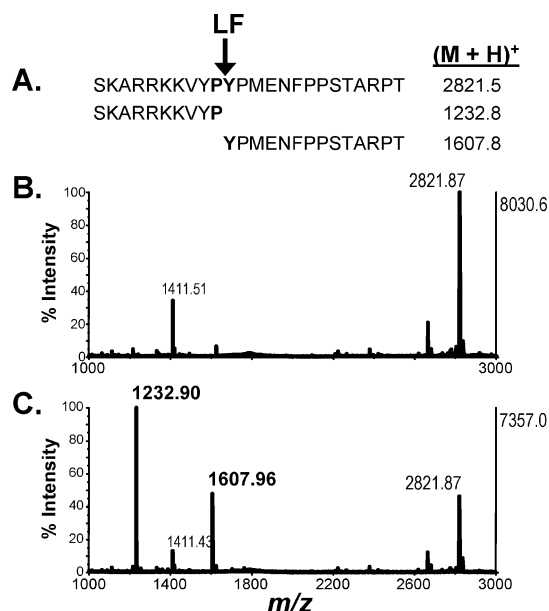 LF
(M + H)+
A. SKARRKKVYPYPMENFPPSTARPT 2821.5
SKARRKKVYP 1232.8
YPMENFPPSTARPT 1607.8
B.
2821.87
8030.6
% Intensity
100
80
60
40
20
0
1411.51
1000 3000
C.
1232.90
7357.0
% Intensity
100
80
60
40
20
0
1607.96
2821.87
1411.43
1000 1400 1800 2200 2600 3000
m/z